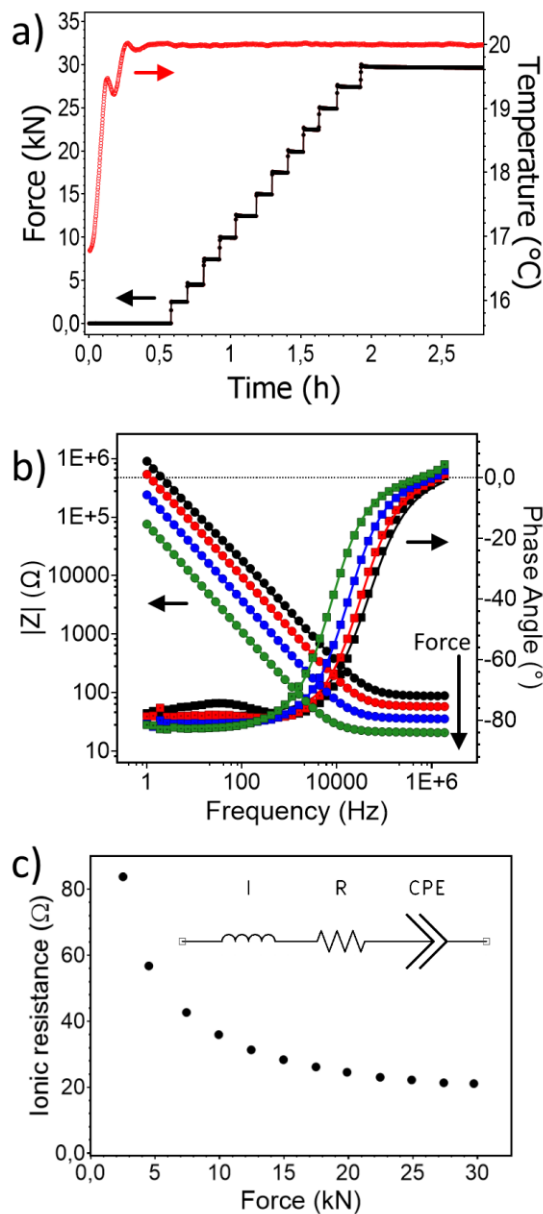 a)
35
30
25
20
15
10
5
0,0
Force (kN)
20
19
18
17
16
Temperature (°C)
0,0
0,5
1
1,5
2
2,5
Time (h)
b)
1E+6
1E+5
10000
1000
100
10
|Z| (Ω)
0,0
-20
-40
-60
-80
Phase Angle (°)
Force
1
100
10000
1E+6
Frequency (Hz)
c)
80
60
40
20
0,0
Ionic resistance (Ω)
I
R
CPE
0,0
5
10
15
20
25
30
Force (kN)